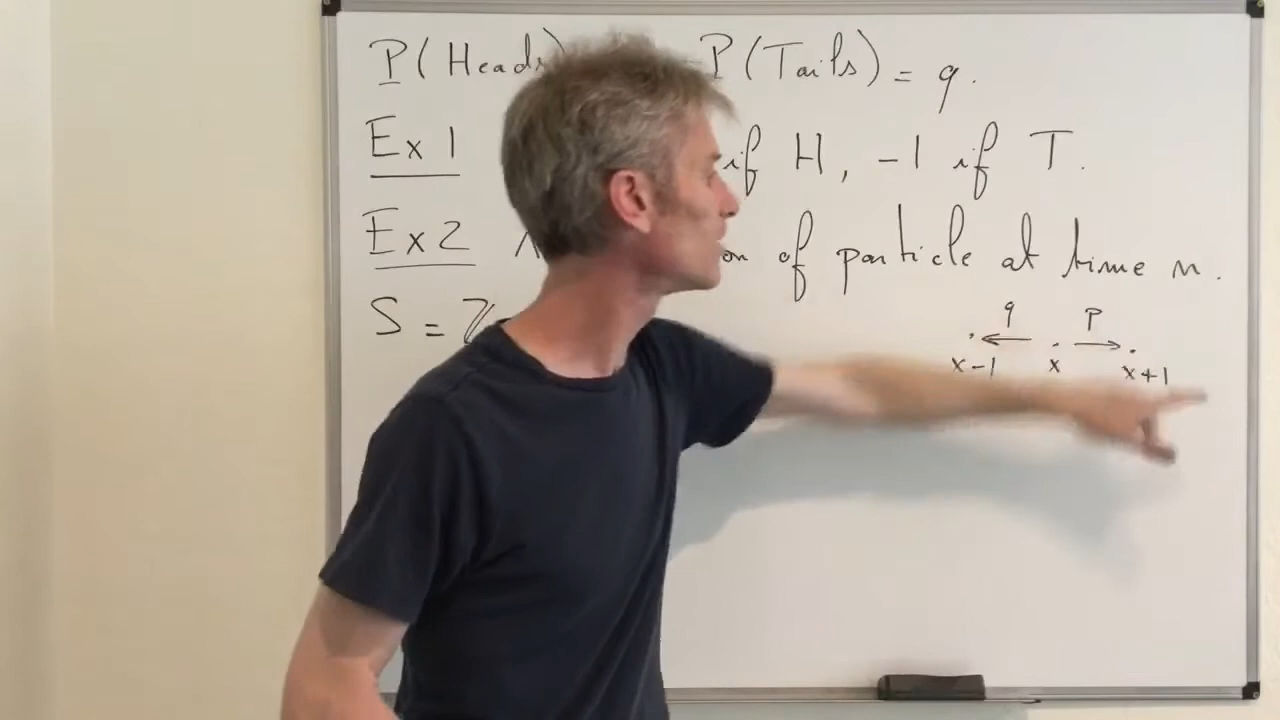 P(Heads) P(Tails) = q.
Ex 1 if H, -1 if T.
Ex 2 of particle at time n.
S = ℤ
q p
x-1 x x+1